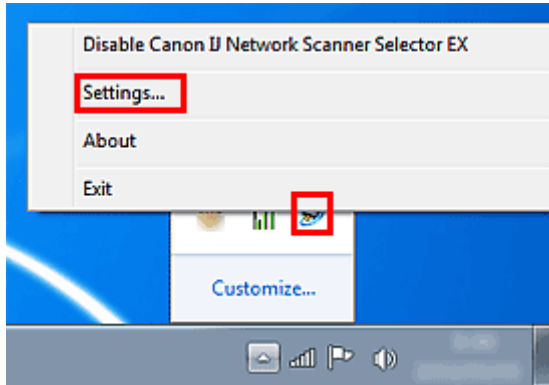 Disable Canon IJ Network Scanner Selector EX
Settings...
About
Exit
Customize...